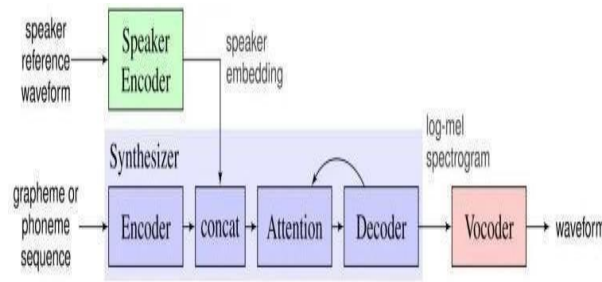 speaker
reference
waveform
Speaker
Encoder
speaker
embedding
log-mel
spectrogram
Synthesizer
grapheme or
phoneme
sequence
Encoder
concat
Attention
Decoder
Vocoder
waveform